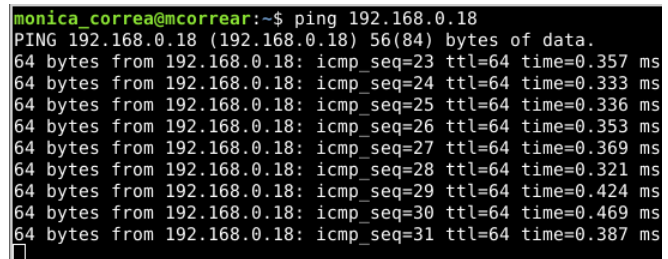 monica_correa@mcorrear:~$ ping 192.168.0.18
PING 192.168.0.18 (192.168.0.18) 56(84) bytes of data.
64 bytes from 192.168.0.18: icmp_seq=23 ttl=64 time=0.357 ms
64 bytes from 192.168.0.18: icmp_seq=24 ttl=64 time=0.333 ms
64 bytes from 192.168.0.18: icmp_seq=25 ttl=64 time=0.336 ms
64 bytes from 192.168.0.18: icmp_seq=26 ttl=64 time=0.353 ms
64 bytes from 192.168.0.18: icmp_seq=27 ttl=64 time=0.369 ms
64 bytes from 192.168.0.18: icmp_seq=28 ttl=64 time=0.321 ms
64 bytes from 192.168.0.18: icmp_seq=29 ttl=64 time=0.424 ms
64 bytes from 192.168.0.18: icmp_seq=30 ttl=64 time=0.469 ms
64 bytes from 192.168.0.18: icmp_seq=31 ttl=64 time=0.387 ms